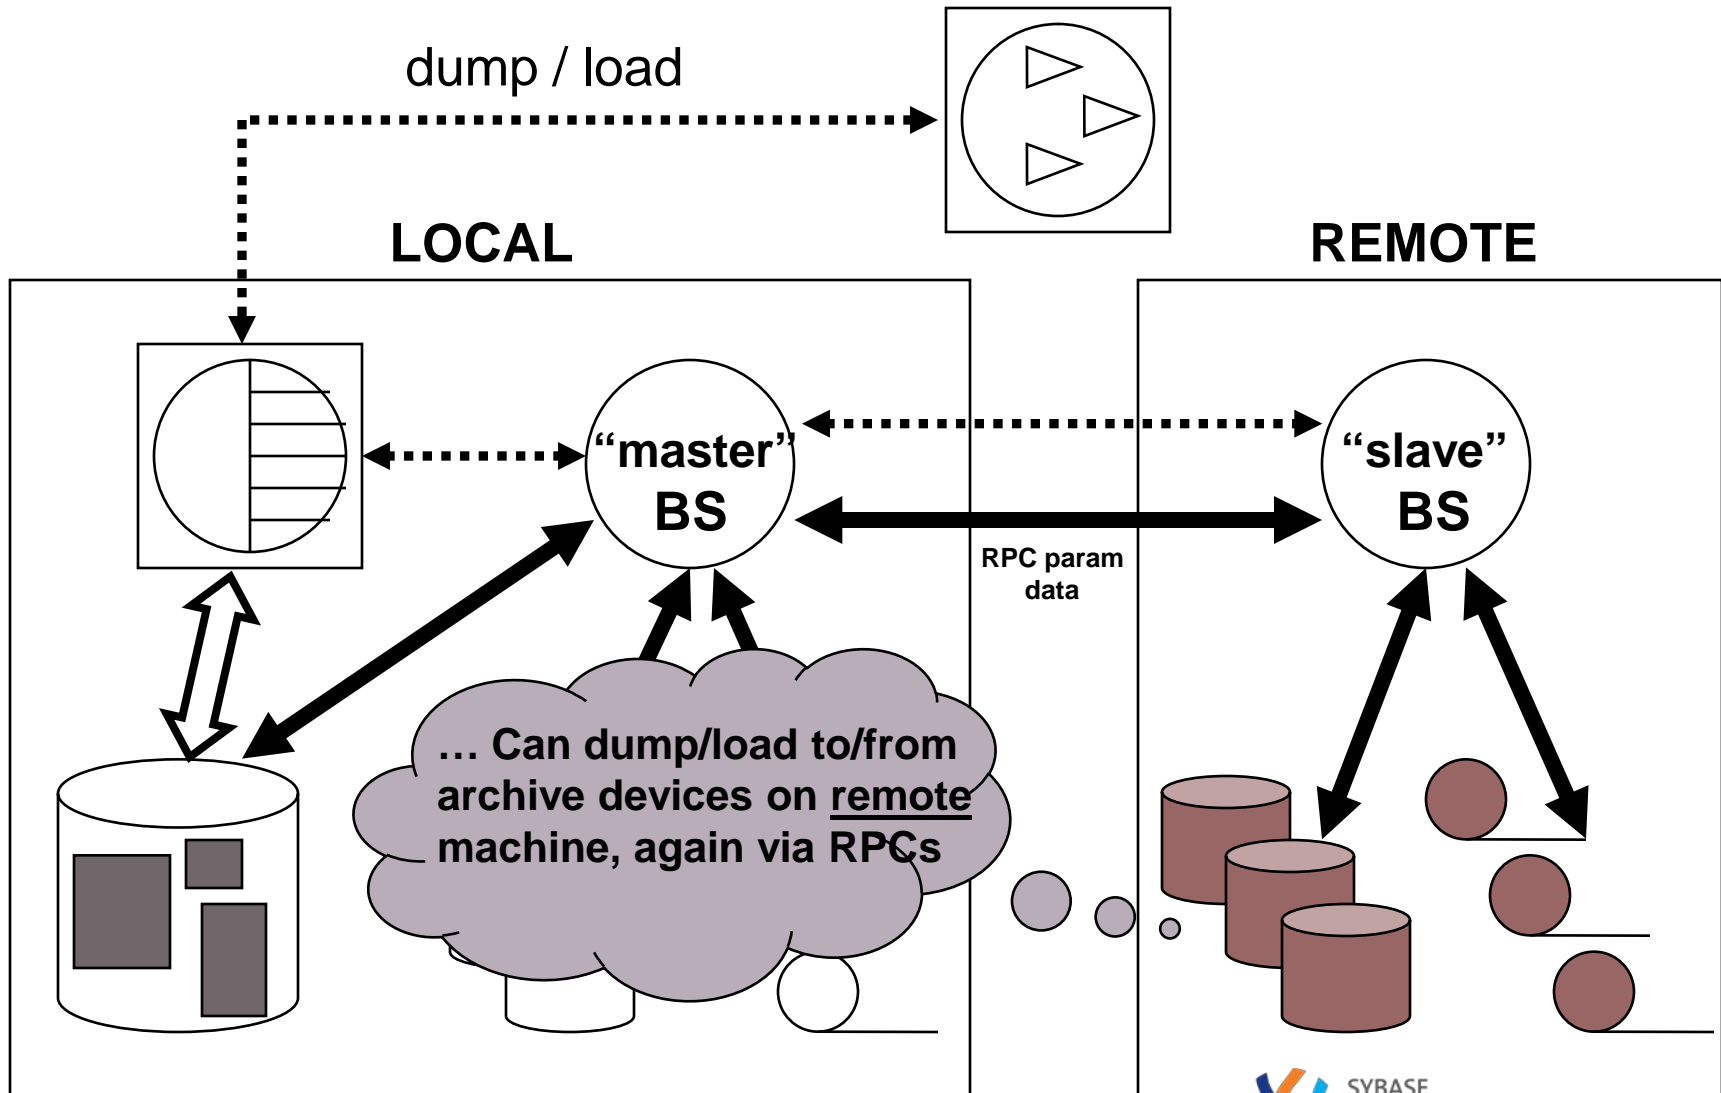 dump / load
LOCAL
REMOTE
“master”
BS
“slave”
BS
RPC param
data
… Can dump/load to/from
archive devices on remote
machine, again via RPCs
SYBASE